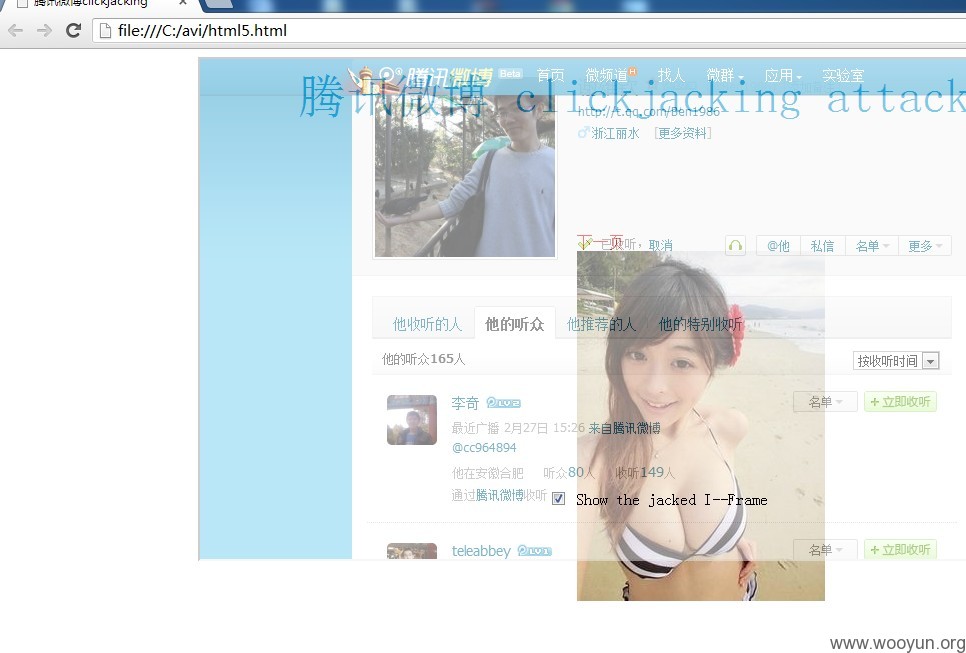 腾讯微博clickjacking
file:///C:/avi/html5.html
腾讯微博 Beta 首页 微频道 找人 微群 应用 实验室
腾讯微博 clickjacking attack
http://t.qq.com/Ben1986
浙江丽水 [更多资料]
下一页
已收听，取消 @他 私信 名单 更多
他收听的人 他的听众 他推荐的人 他的特别收听
他的听众165人 按收听时间
李奇 名单 +立即收听
最近广播 2月27日 15:26 来自腾讯微博
@cc964894
他在安徽合肥 听众80人 收听149人
通过腾讯微博收听 Show the jacked I--Frame
teleabbey 名单 +立即收听
www.wooyun.org